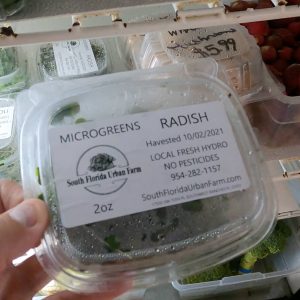 MICROGREENS RADISH
Havested 10/02/2021
LOCAL FRESH HYDRO
NO PESTICIDES
954-282-1157
South Florida Urban Farm
SouthFloridaUrbanFarm.com
2oz
$5.99